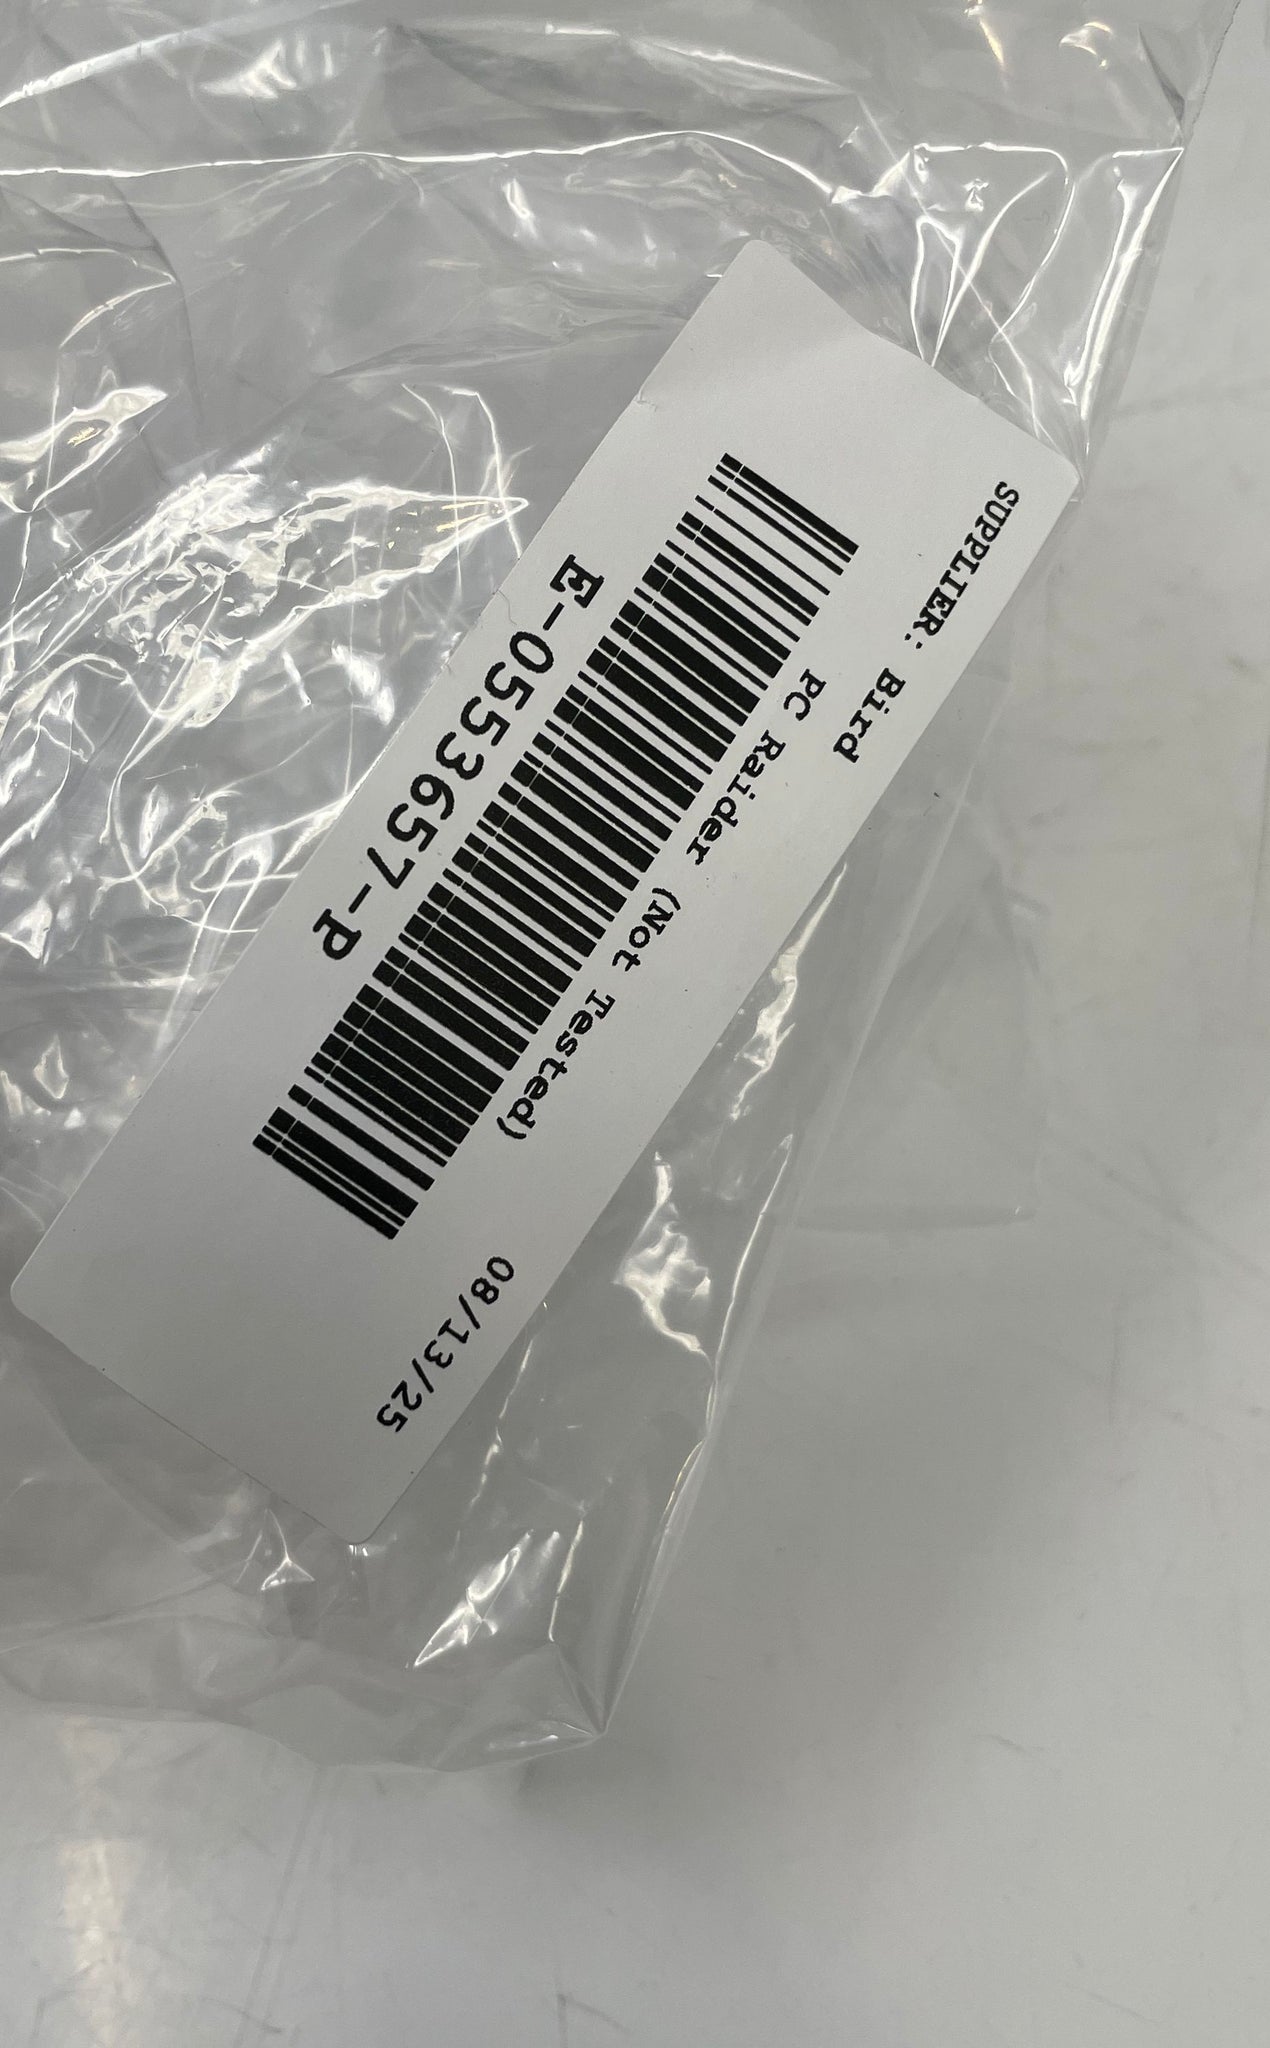 SUPPLIER: Bird
PC Raider (Not Tested) 08/13/25
E-0553657-P